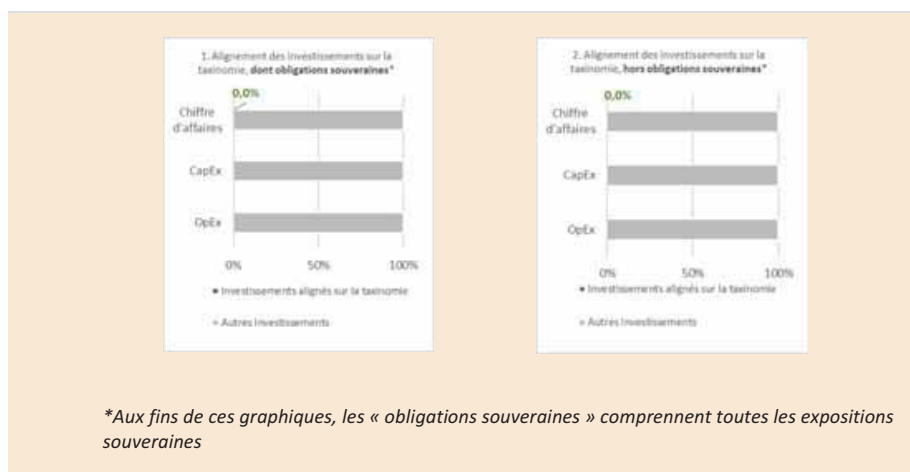 1. Alignement des investissements sur la
taxinomie, dont obligations souveraines*
0,0%
Chiffre
d'affaires
CapEx
OpEx
0%
50%
100%
Investissements alignés sur la taxinomie
Autres Investissements
2. Alignement des investissements sur la
taxinomie, hors obligations souveraines*
0,0%
Chiffre
d'affaires
CapEx
OpEx
0%
50%
100%
Investissements alignés sur la taxinomie
Autres Investissements
*Aux fins de ces graphiques, les « obligations souveraines » comprennent toutes les expositions
souveraines